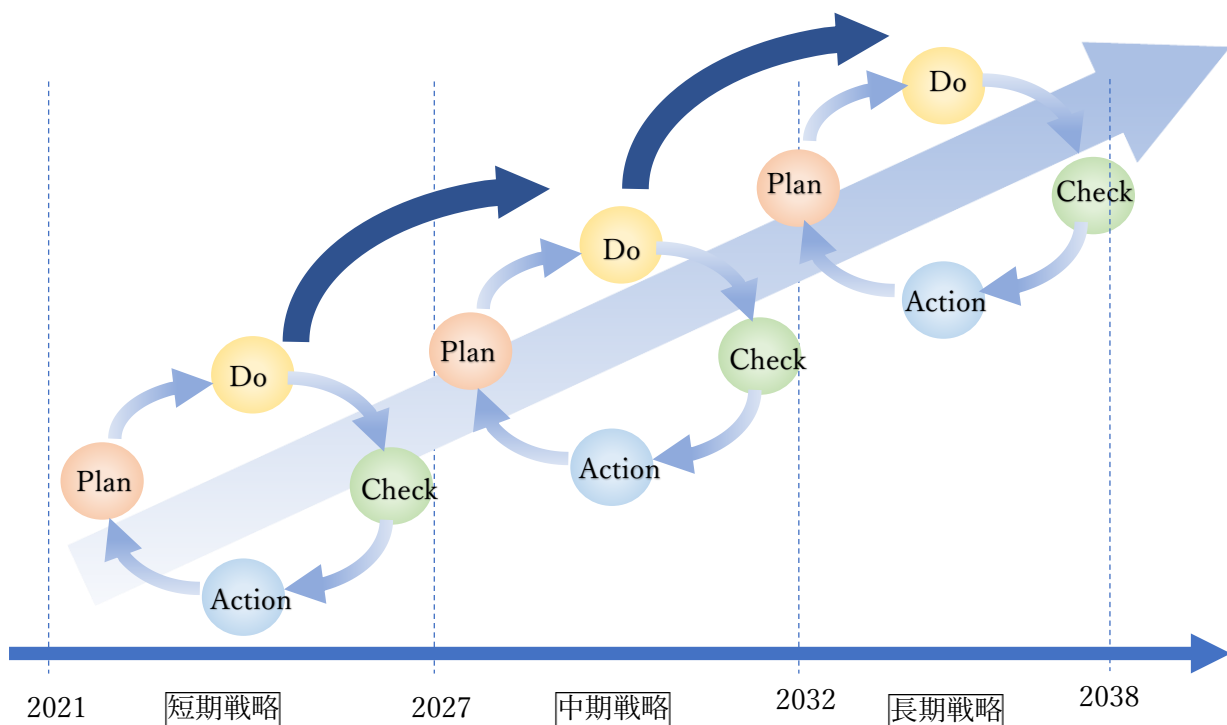 Do
Plan
Check
Action
Do
Plan
Check
Action
Do
Plan
Check
Action
2021
短期戦略
2027
中期戦略
2032
長期戦略
2038